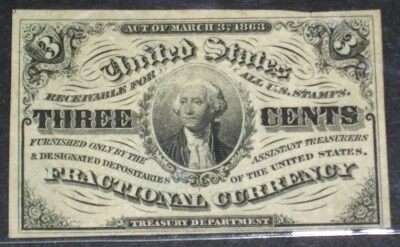 ACT OF MARCH 3D. 1863
3 United States 3
RECEIVABLE FOR ALL U.S. STAMPS.
THREE CENTS
FURNISHED ONLY BY THE ASSISTANT TREASURERS
& DESIGNATED DEPOSITARIES OF THE UNITED STATES.
FRACTIONAL CURRENCY
TREASURY DEPARTMENT